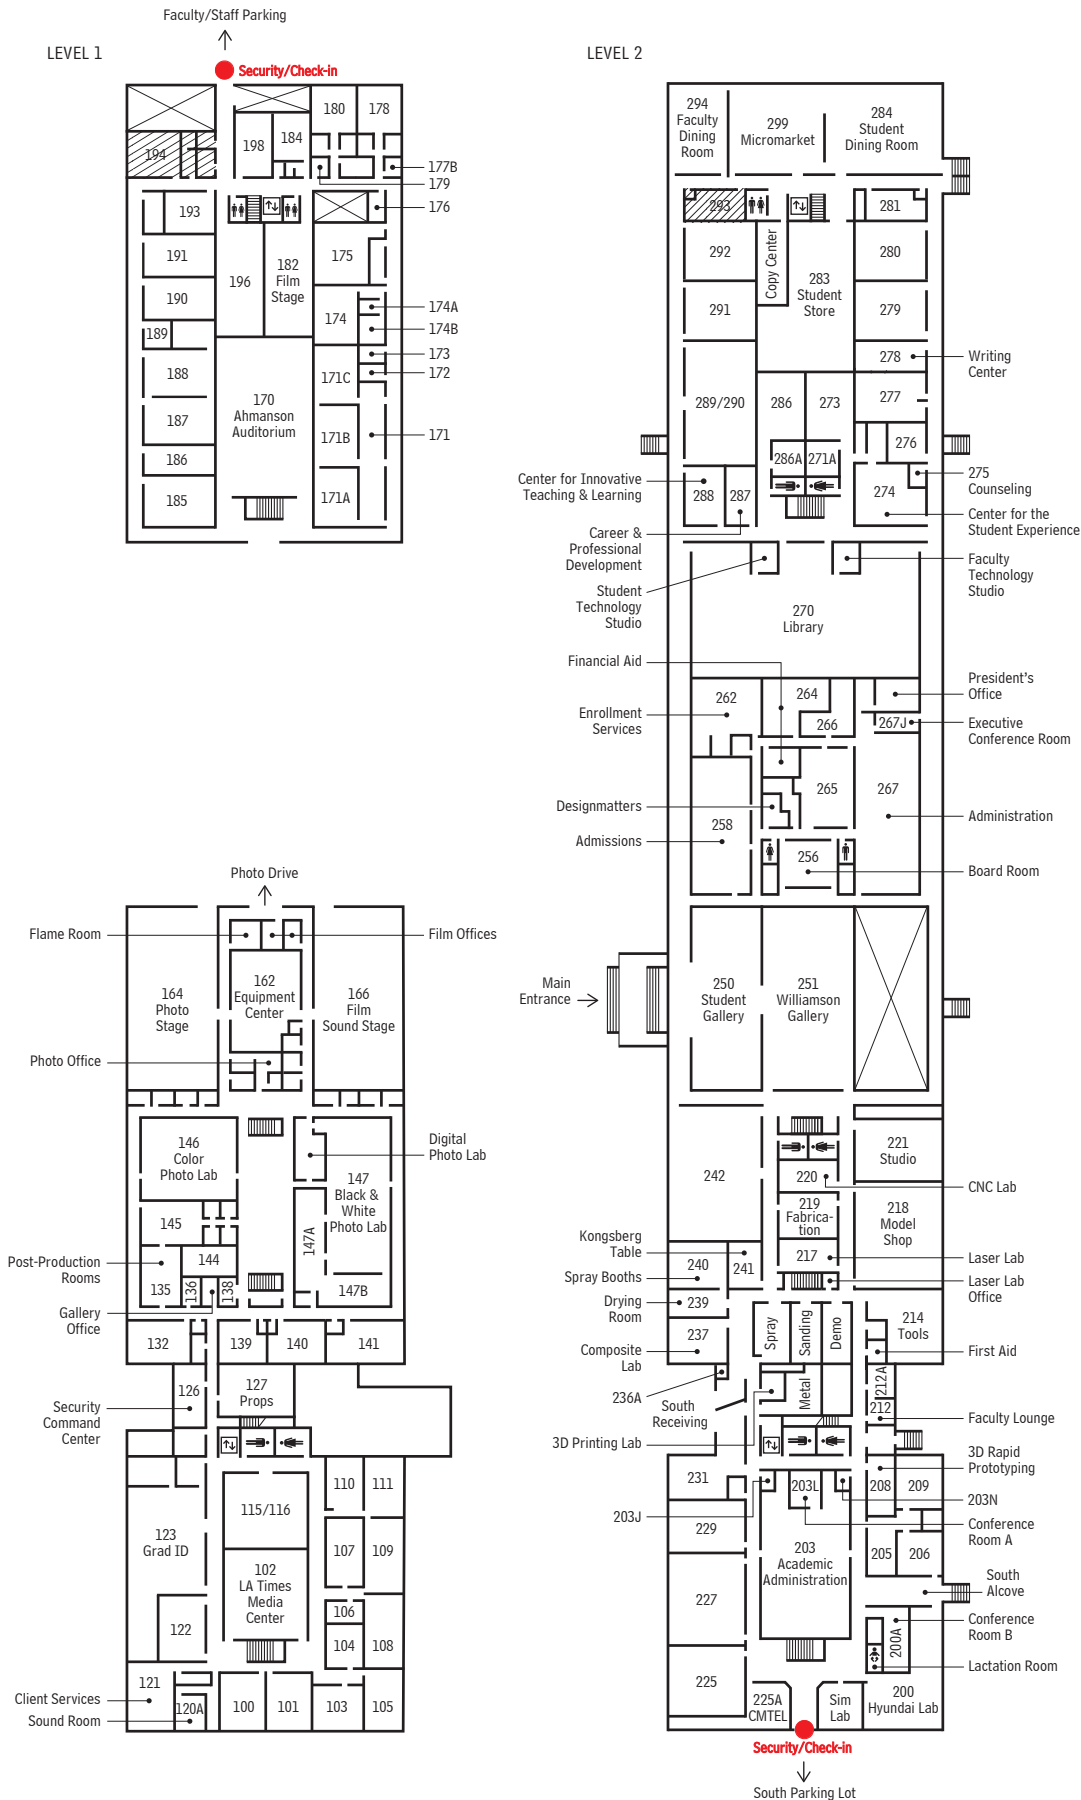 Faculty/Staff Parking
LEVEL 1
Security/Check-in
180
178
194
198
184
177B
179
193
176
191
196
182
Film
Stage
175
190
174
174A
174B
189
173
188
171C
172
170
Ahmanson
Auditorium
187
171B
171
186
185
171A
LEVEL 2
294
Faculty
Dining
Room
299
Micromarket
284
Student
Dining Room
293
281
292
Copy Center
280
283
Student
Store
291
279
278
Writing
Center
289/290
286
273
277
276
286A
271A
275
Counseling
Center for Innovative
Teaching & Learning
288
287
274
Center for the
Student Experience
Career &
Professional
Development
Faculty
Technology
Studio
Student
Technology
Studio
270
Library
Financial Aid
President's
Office
262
264
Enrollment
Services
266
267J
Executive
Conference Room
265
267
Designmatters
258
Administration
Admissions
256
Board Room
Main
Entrance
250
Student
Gallery
251
Williamson
Gallery
221
Studio
242
220
CNC Lab
219
Fabrica-
tion
218
Model
Shop
Kongsberg
Table
217
Laser Lab
240
241
Spray Booths
Laser Lab
Office
Drying
Room
239
214
Tools
Spray
Sanding
Demo
237
Composite
Lab
First Aid
236A
212A
South
Receiving
Metal
212
Faculty Lounge
3D Printing Lab
3D Rapid
Prototyping
231
203L
208
209
203J
203N
229
Conference
Room A
203
Academic
Administration
205
206
South
Alcove
227
Conference
Room B
200A
Lactation Room
225
225A
CMTEL
Sim
Lab
200
Hyundai Lab
Security/Check-in
South Parking Lot
Photo Drive
Flame Room
Film Offices
164
Photo
Stage
162
Equipment
Center
166
Film
Sound Stage
Photo Office
146
Color
Photo Lab
Digital
Photo Lab
147
Black &
White
Photo Lab
145
147A
Post-Production
Rooms
144
135
136
138
147B
Gallery
Office
132
139
140
141
126
127
Props
Security
Command
Center
110
111
115/116
123
Grad ID
107
109
102
LA Times
Media
Center
106
122
104
108
121
Client Services
120A
100
101
103
105
Sound Room